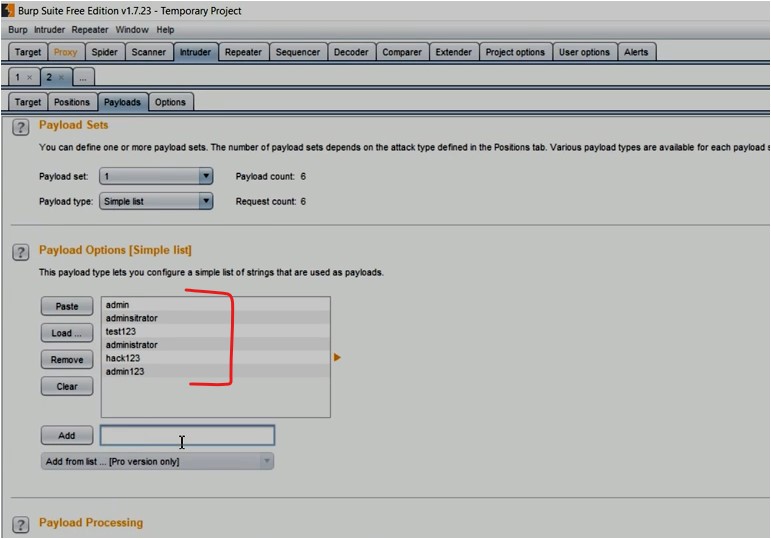 Burp Suite Free Edition v1.7.23 - Temporary Project
Burp Intruder Repeater Window Help
Target Proxy Spider Scanner Intruder Repeater Sequencer Decoder Comparer Extender Project options User options Alerts
1 × 2 × ...
Target Positions Payloads Options
? Payload Sets
You can define one or more payload sets. The number of payload sets depends on the attack type defined in the Positions tab. Various payload types are available for each payload s
Payload set: 1 Payload count: 6
Payload type: Simple list Request count: 6
? Payload Options [Simple list]
This payload type lets you configure a simple list of strings that are used as payloads.
Paste admin
adminsitrator
Load ... test123
administrator
Remove hack123
admin123
Clear
Add
Add from list ... [Pro version only]
? Payload Processing